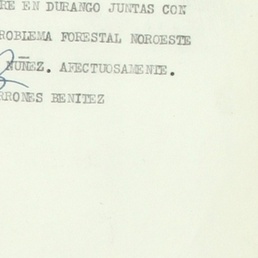 RE EN DURANGO JUNTAS CON
ROBLEMA FORESTAL NOROESTE
NUÑEZ. AFECTUOSAMENTE.
RRONES BENITEZ